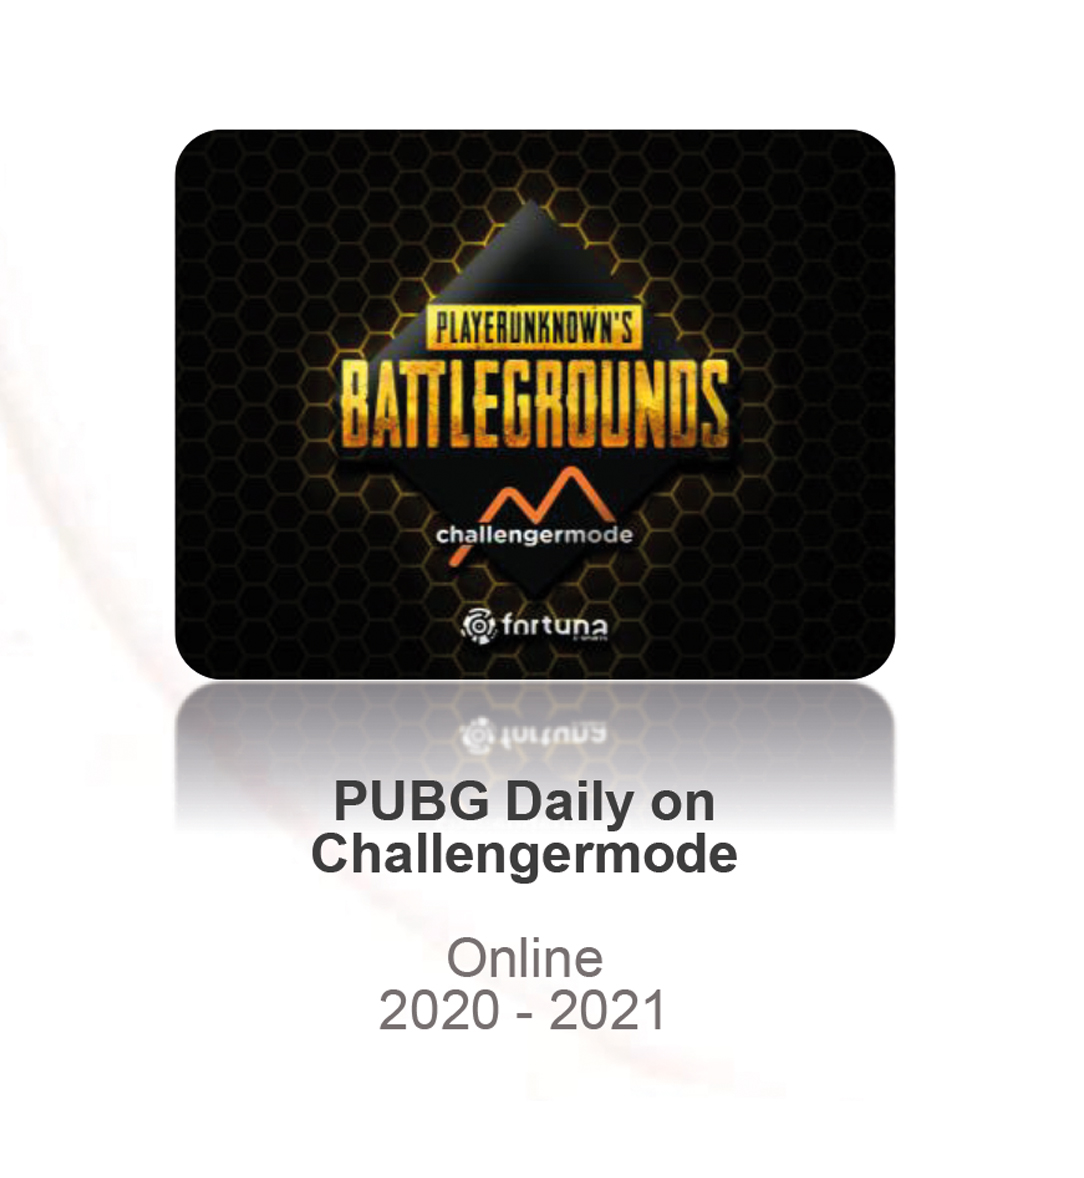 PLAYERUNKNOWN'S
BATTLEGROUNDS
challengermode
fortuna
PUBG Daily on
Challengermode
Online
2020 - 2021